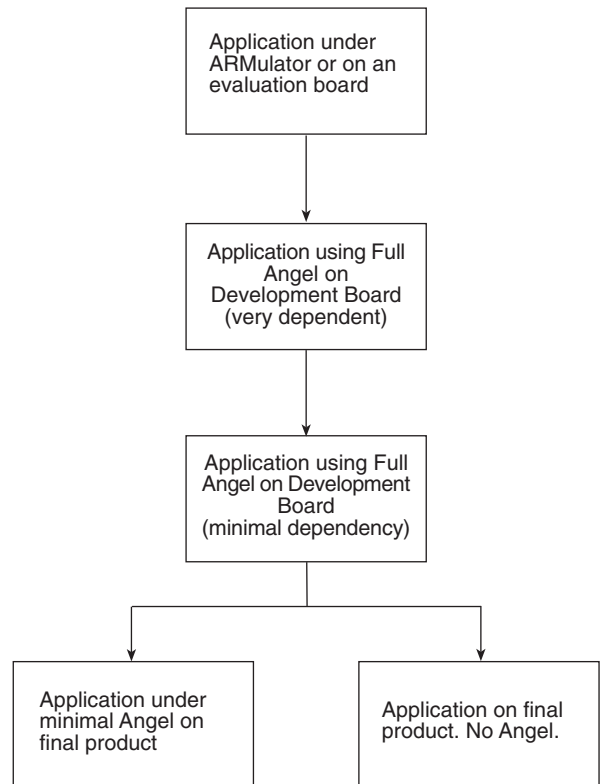 Application under
ARMulator or on an
evaluation board
Application using Full
Angel on
Development Board
(very dependent)
Application using Full
Angel on Development
Board
(minimal dependency)
Application under
minimal Angel on
final product
Application on final
product. No Angel.